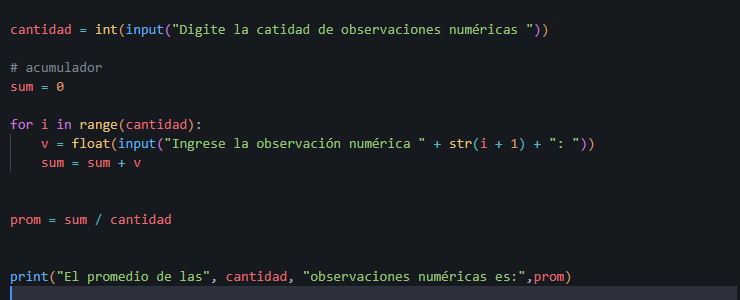 cantidad = int(input("Digite la catidad de observaciones numéricas "))
# acumulador
sum = 0
for i in range(cantidad):
    v = float(input("Ingrese la observación numérica " + str(i + 1) + ": "))
    sum = sum + v
prom = sum / cantidad
print("El promedio de las", cantidad, "observaciones numéricas es:",prom)